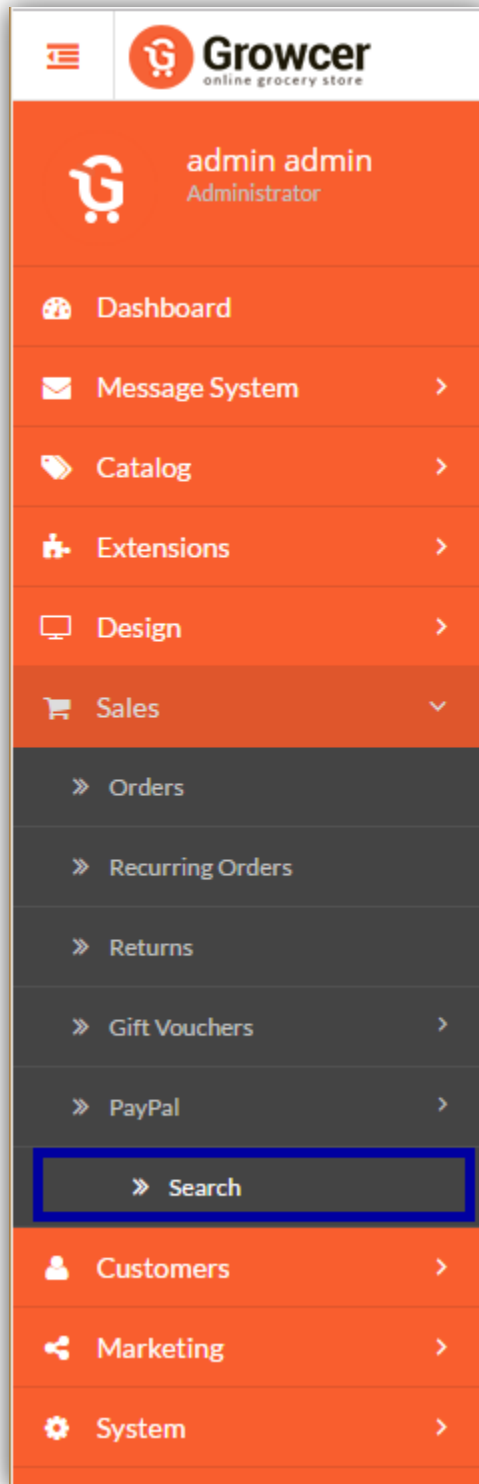 Growcer
online grocery store
admin admin
Administrator
Dashboard
Message System
Catalog
Extensions
Design
Sales
Orders
Recurring Orders
Returns
Gift Vouchers
PayPal
Search
Customers
Marketing
System